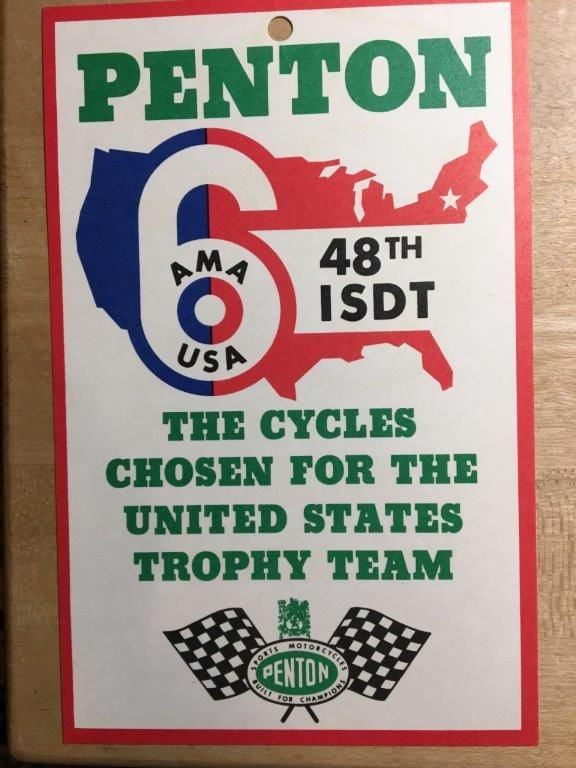 PENTON
6
AMA
USA
48TH
ISDT
THE CYCLES
CHOSEN FOR THE
UNITED STATES
TROPHY TEAM
SPORTS MOTORCYCLES
PENTON
BUILT FOR CHAMPIONS